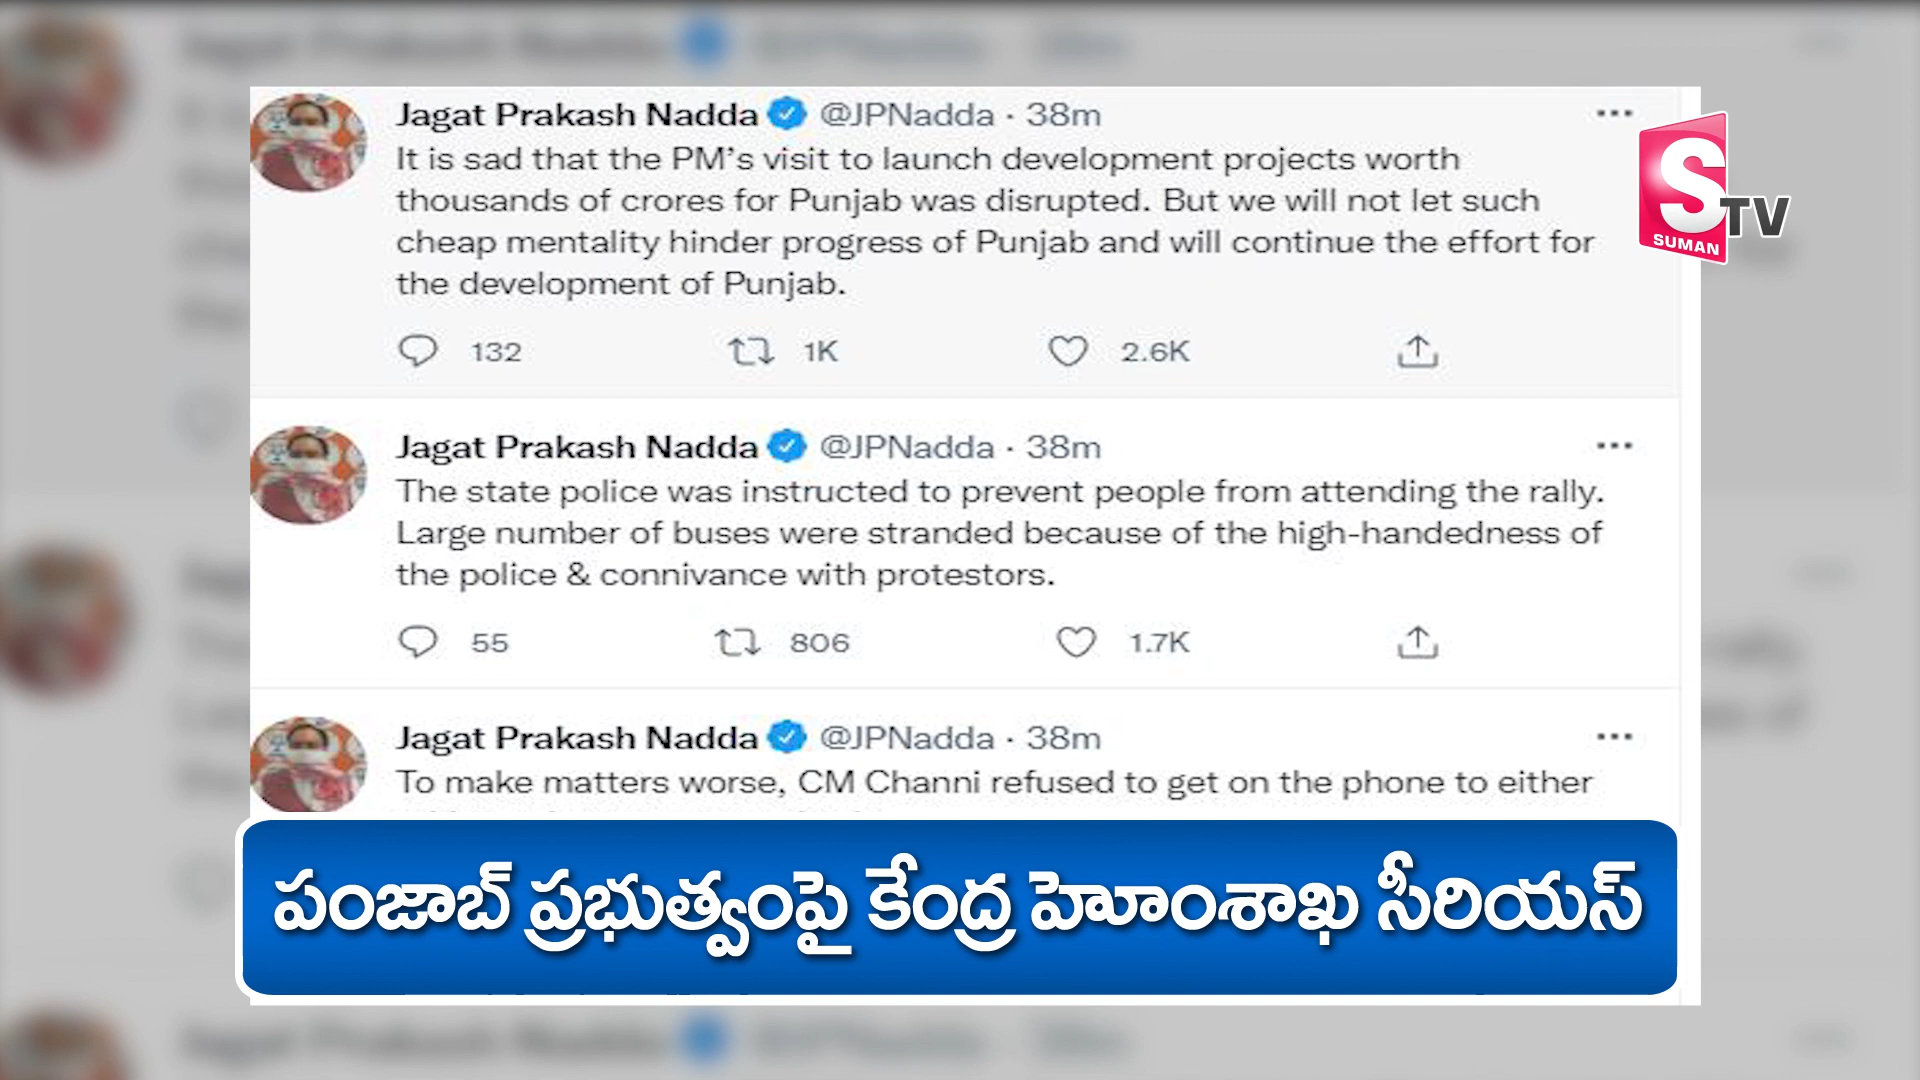 Jagat Prakash Nadda @JPNadda · 38m
It is sad that the PM's visit to launch development projects worth
thousands of crores for Punjab was disrupted. But we will not let such
cheap mentality hinder progress of Punjab and will continue the effort for
the development of Punjab.
132 1K 2.6K
S TV
SUMAN
Jagat Prakash Nadda @JPNadda · 38m
The state police was instructed to prevent people from attending the rally.
Large number of buses were stranded because of the high-handedness of
the police & connivance with protestors.
55 806 1.7K
Jagat Prakash Nadda @JPNadda · 38m
To make matters worse, CM Channi refused to get on the phone to either
పంజాబ్ ప్రభుత్వంపై కేంద్ర హెూంశాఖ సీరియస్